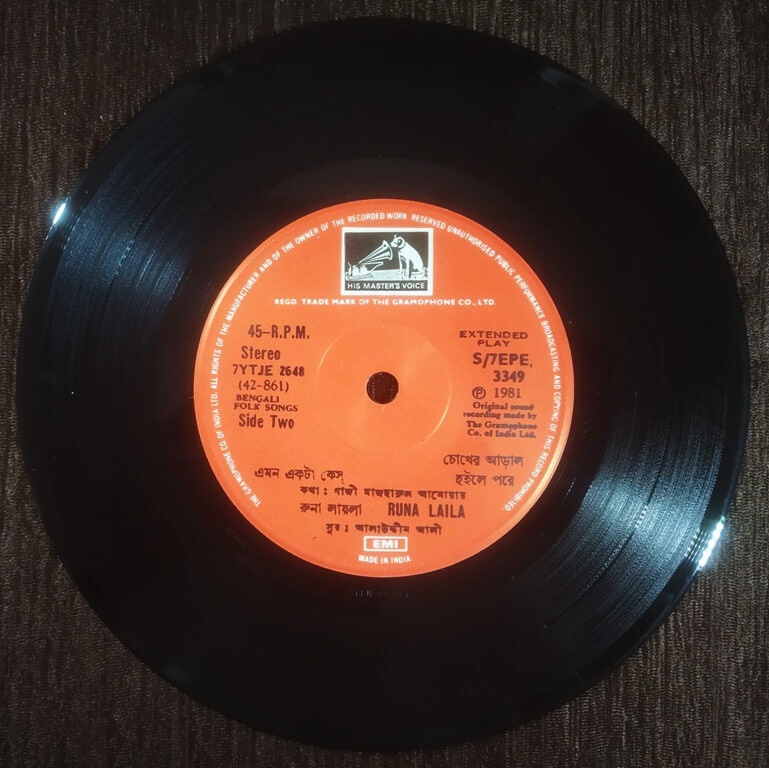 THE GRAMOPHONE CO. OF INDIA LTD. ALL RIGHTS OF THE MANUFACTURER AND OF THE OWNER OF THE RECORDED WORK RESERVED UNAUTHORISED PUBLIC PERFORMANCE BROADCASTING AND COPYING OF THIS RECORD PROHIBITED.
HIS MASTER'S VOICE
REGD. TRADE MARK OF THE GRAMOPHONE CO., LTD.
45-R.P.M.
Stereo
7YTJE 2648
(42-861)
BENGALI
FOLK SONGS
Side Two
EXTENDED
PLAY
S/7EPE.
3349
℗ 1981
Original sound
recording made by
The Gramophone
Co. of India Ltd.
এমন একটা কেস্
চোখের আড়াল
হইলে পরে
কথা : গাজী মাজহারুল আনোয়ার
রুনা লায়লা RUNA LAILA
সুর : আলাউদ্দীন আলী
EMI
MADE IN INDIA